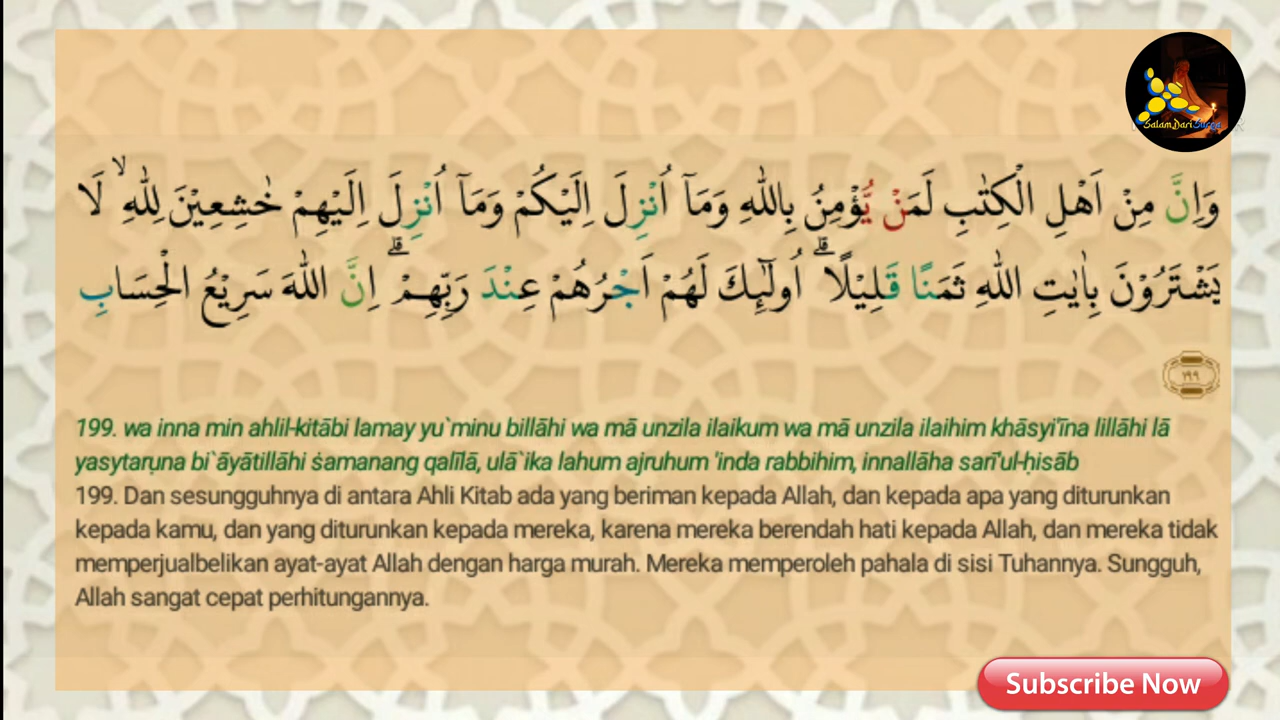 SalamDariSurga
وَاِنَّ مِنْ اَهْلِ الْكِتٰبِ لَمَنْ يُّؤْمِنُ بِاللّٰهِ وَمَآ اُنْزِلَ اِلَيْكُمْ وَمَآ اُنْزِلَ اِلَيْهِمْ خٰشِعِيْنَ لِلّٰهِ ۙ لَا
يَشْتَرُوْنَ بِاٰيٰتِ اللّٰهِ ثَمَنًا قَلِيْلًا ۗ اُولٰۤىِٕكَ لَهُمْ اَجْرُهُمْ عِنْدَ رَبِّهِمْ ۗ اِنَّ اللّٰهَ سَرِيْعُ الْحِسَابِ
١٩٩
199. wa inna min ahlil-kitābi lamay yu`minu billāhi wa mā unzila ilaikum wa mā unzila ilaihim khāsyi'īna lillāhi lā
yasytarụna bi`āyātillāhi ṡamanang qalīlā, ulā`ika lahum ajruhum 'inda rabbihim, innallāha sarī'ul-ḥisāb
199. Dan sesungguhnya di antara Ahli Kitab ada yang beriman kepada Allah, dan kepada apa yang diturunkan
kepada kamu, dan yang diturunkan kepada mereka, karena mereka berendah hati kepada Allah, dan mereka tidak
memperjualbelikan ayat-ayat Allah dengan harga murah. Mereka memperoleh pahala di sisi Tuhannya. Sungguh,
Allah sangat cepat perhitungannya.
Subscribe Now